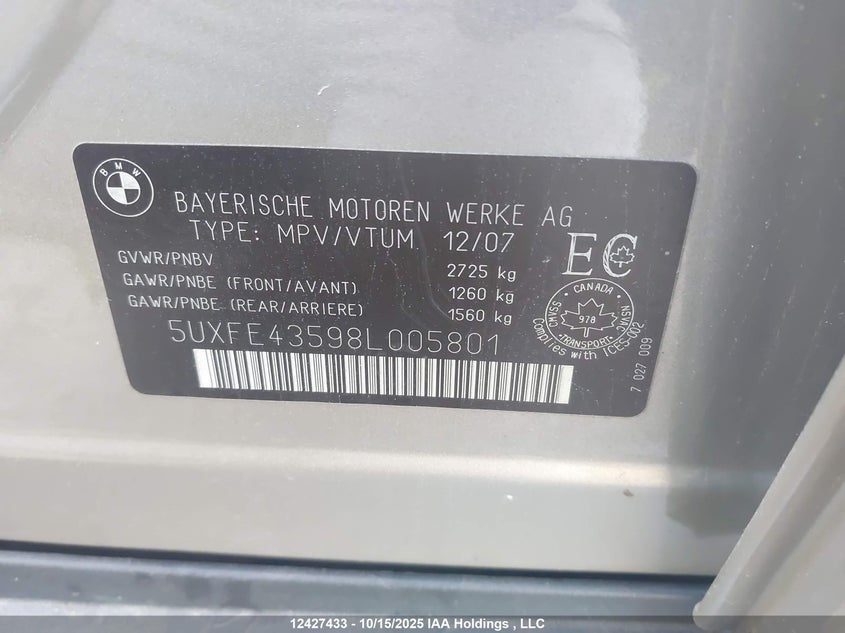 BMW
BAYERISCHE MOTOREN WERKE AG
TYPE: MPV/VTUM 12/07
GVWR/PNBV 2725 kg
GAWR/PNBE (FRONT/AVANT) 1260 kg
GAWR/PNBE (REAR/ARRIERE) 1560 kg
5UXFE43598L005801
EC
CANADA
CMVSS
NSVAC
978
TRANSPORT
Complies with ICES-002
7 027 009
12427433 - 10/15/2025 IAA Holdings , LLC